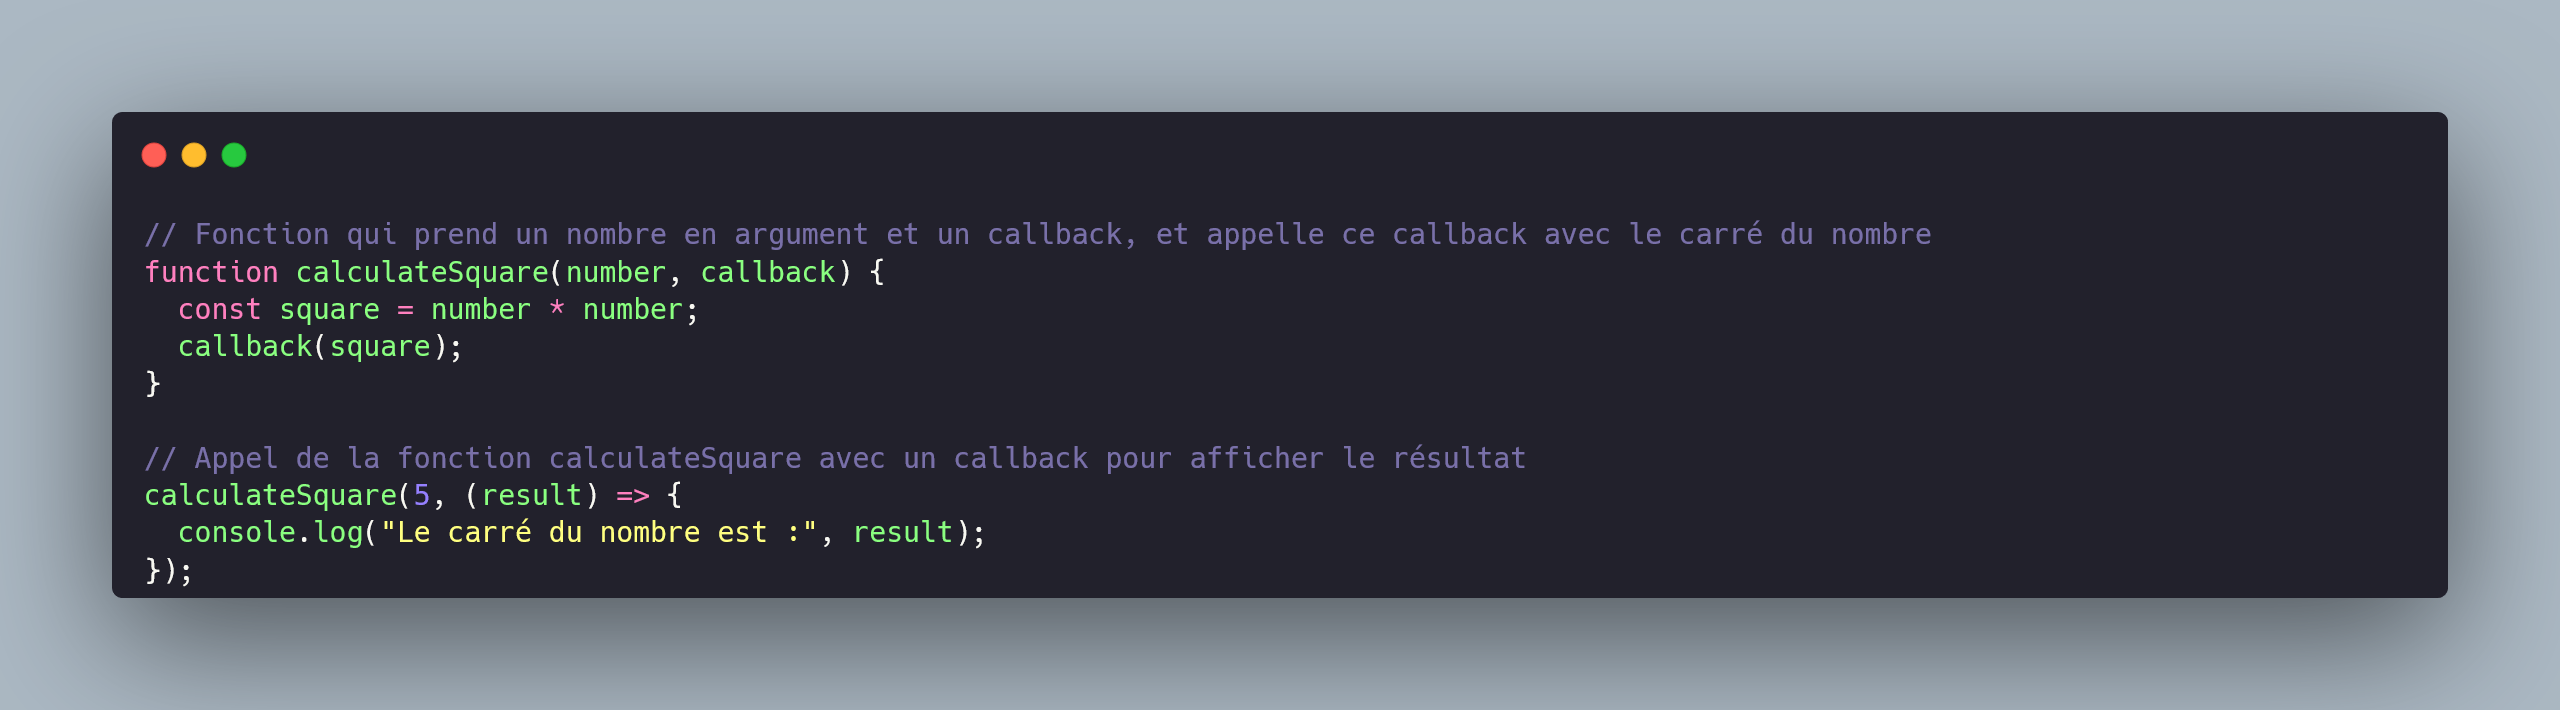 // Fonction qui prend un nombre en argument et un callback, et appelle ce callback avec le carré du nombre
function calculateSquare(number, callback) {
  const square = number * number;
  callback(square);
}

// Appel de la fonction calculateSquare avec un callback pour afficher le résultat
calculateSquare(5, (result) => {
  console.log("Le carré du nombre est :", result);
});